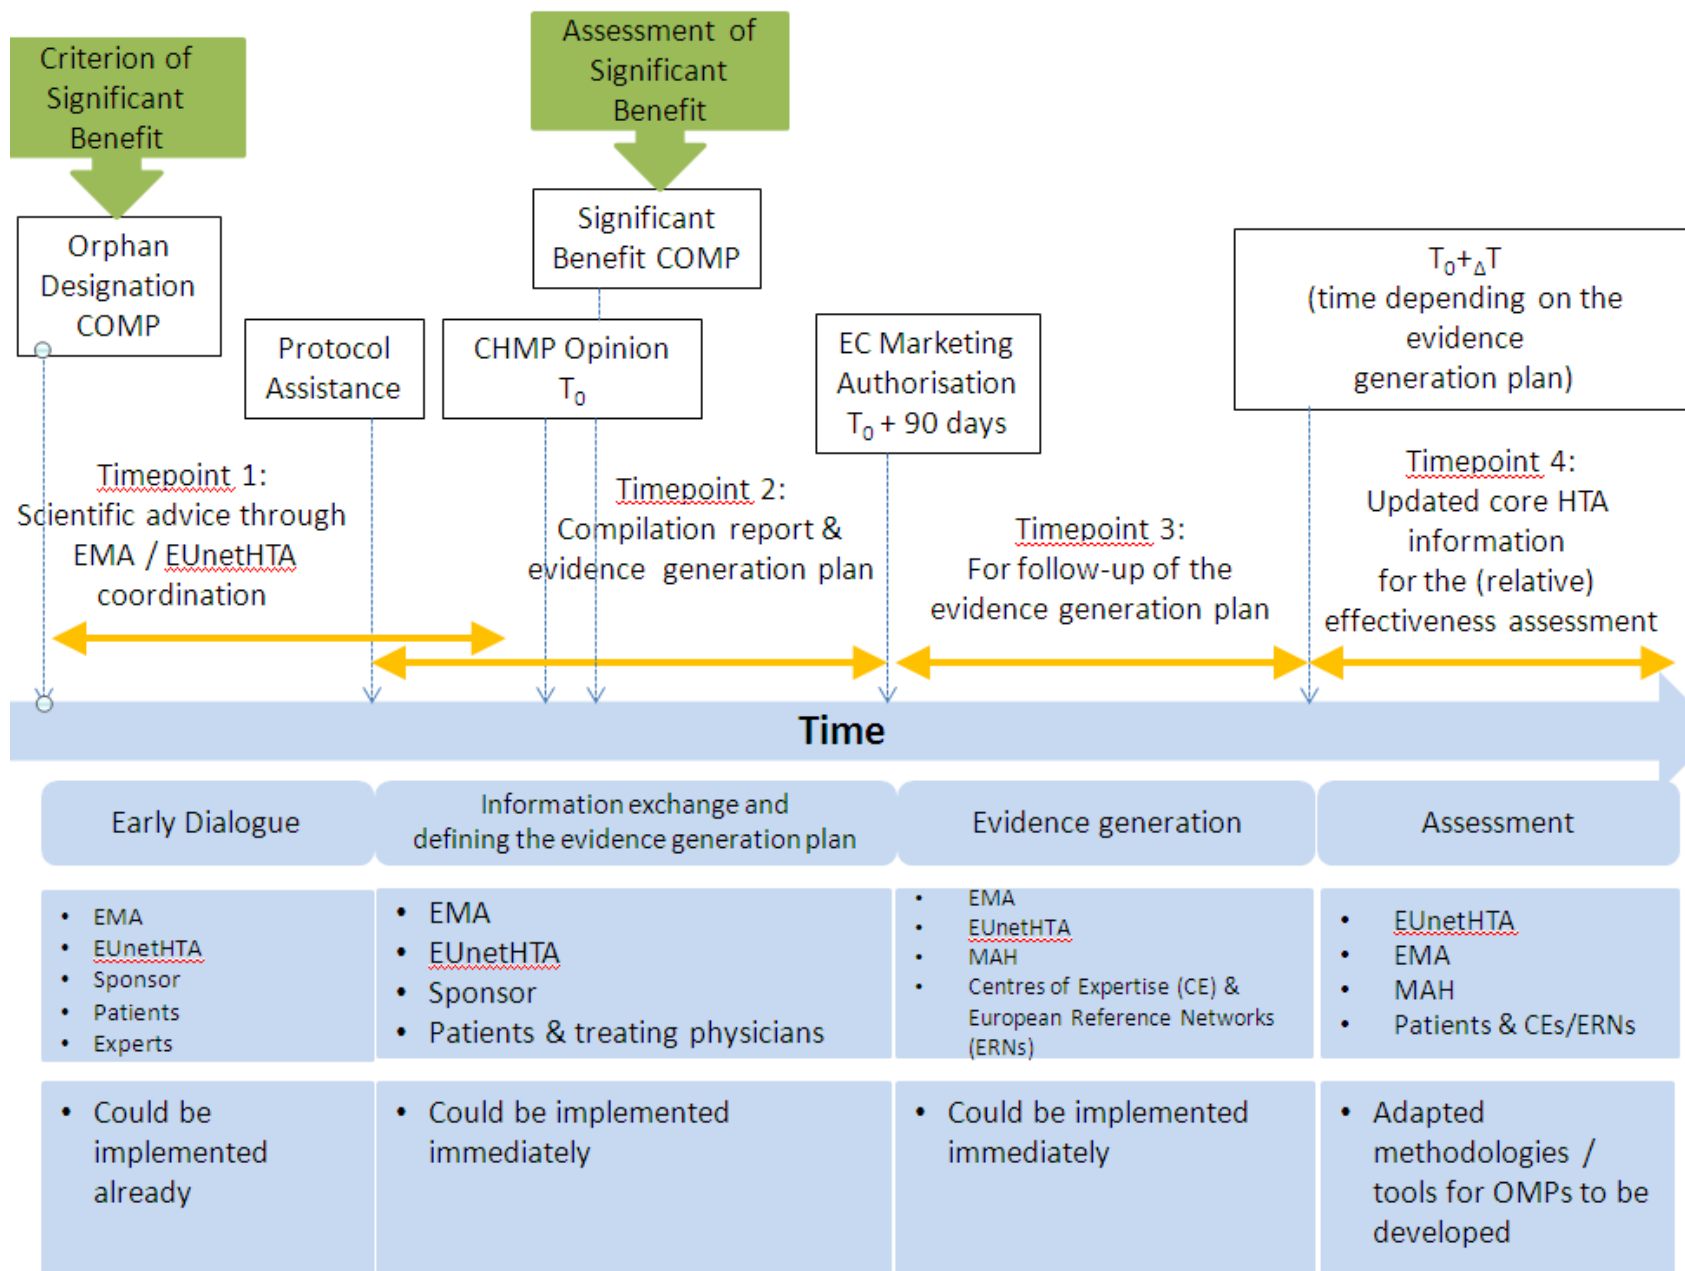 Criterion of
Significant
Benefit
Assessment of
Significant
Benefit
Orphan
Designation
COMP
Significant
Benefit COMP
Protocol
Assistance
CHMP Opinion
T0
EC Marketing
Authorisation
T0 + 90 days
T0+ΔT
(time depending on the
evidence
generation plan)
Timepoint 1:
Scientific advice through
EMA / EUnetHTA
coordination
Timepoint 2:
Compilation report &
evidence generation plan
Timepoint 3:
For follow-up of the
evidence generation plan
Timepoint 4:
Updated core HTA
information
for the (relative)
effectiveness assessment
Time
Early Dialogue
Information exchange and
defining the evidence generation plan
Evidence generation
Assessment
• EMA
• EUnetHTA
• Sponsor
• Patients
• Experts
• EMA
• EUnetHTA
• Sponsor
• Patients & treating physicians
• EMA
• EUnetHTA
• MAH
• Centres of Expertise (CE) &
European Reference Networks
(ERNs)
• EUnetHTA
• EMA
• MAH
• Patients & CEs/ERNs
• Could be
implemented
already
• Could be implemented
immediately
• Could be implemented
immediately
• Adapted
methodologies /
tools for OMPs to be
developed